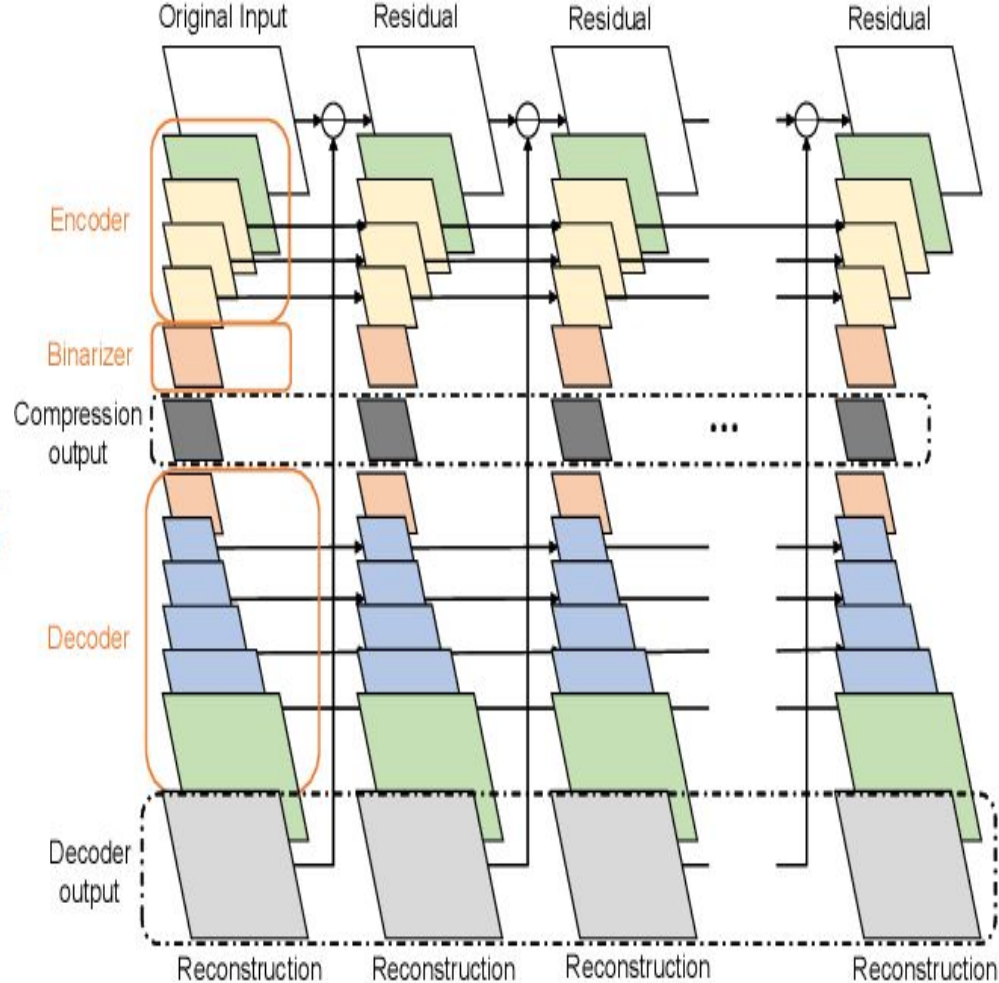 Original Input
Residual
Residual
Residual
Encoder
Binarizer
Compression
output
...
Decoder
Decoder
output
Reconstruction
Reconstruction
Reconstruction
Reconstruction